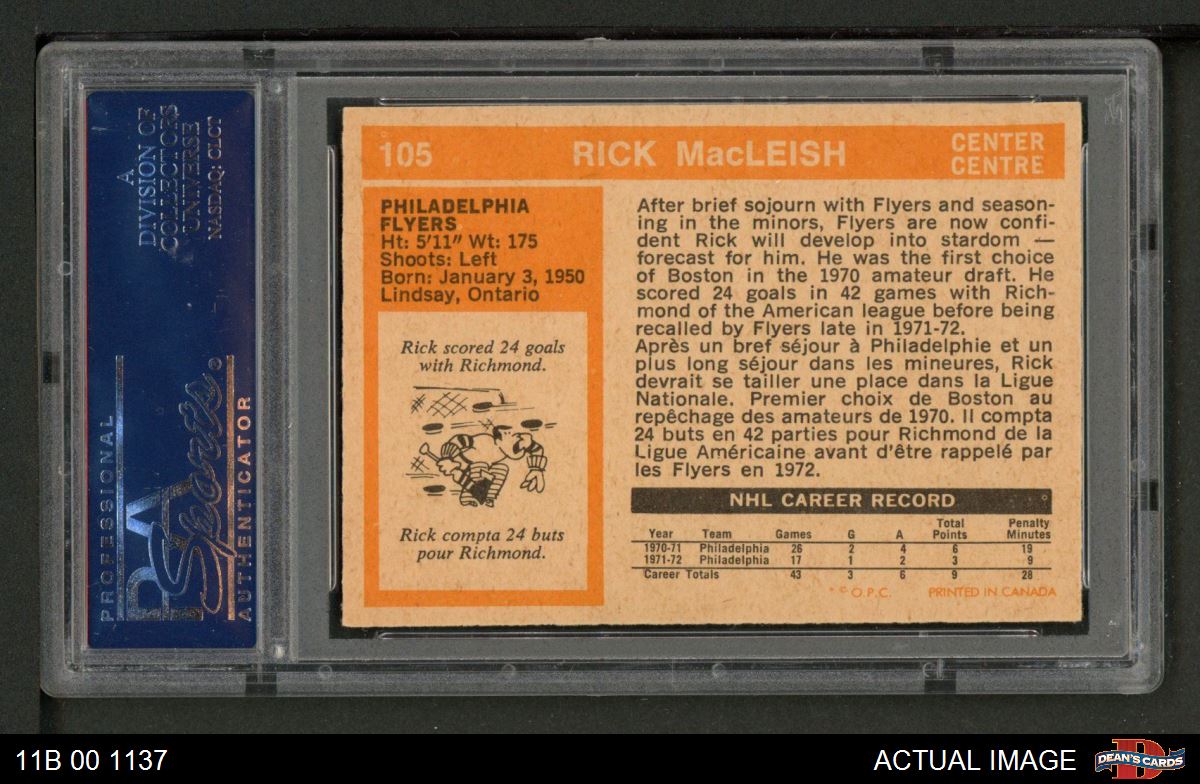 A
DIVISION OF
COLLECTORS
UNIVERSE
NASDAQ: CLCT
PROFESSIONAL
PSA
Sports
AUTHENTICATOR
105
RICK MacLEISH
CENTER
CENTRE
PHILADELPHIA
FLYERS
Ht: 5'11" Wt: 175
Shoots: Left
Born: January 3, 1950
Lindsay, Ontario
Rick scored 24 goals
with Richmond.
Rick compta 24 buts
pour Richmond.
After brief sojourn with Flyers and season-
ing in the minors, Flyers are now confi-
dent Rick will develop into stardom —
forecast for him. He was the first choice
of Boston in the 1970 amateur draft. He
scored 24 goals in 42 games with Rich-
mond of the American league before being
recalled by Flyers late in 1971-72.
Après un bref séjour à Philadelphie et un
plus long séjour dans les mineures, Rick
devrait se tailler une place dans la Ligue
Nationale. Premier choix de Boston au
repêchage des amateurs de 1970. Il compta
24 buts en 42 parties pour Richmond de la
Ligue Américaine avant d'être rappelé par
les Flyers en 1972.
NHL CAREER RECORD
Year Team Games G A Total Points Penalty Minutes
1970-71 Philadelphia 26 2 4 6 19
1971-72 Philadelphia 17 1 2 3 9
Career Totals 43 3 6 9 28
* © O.P.C. PRINTED IN CANADA
11B 00 1137
ACTUAL IMAGE
DEAN'S CARDS